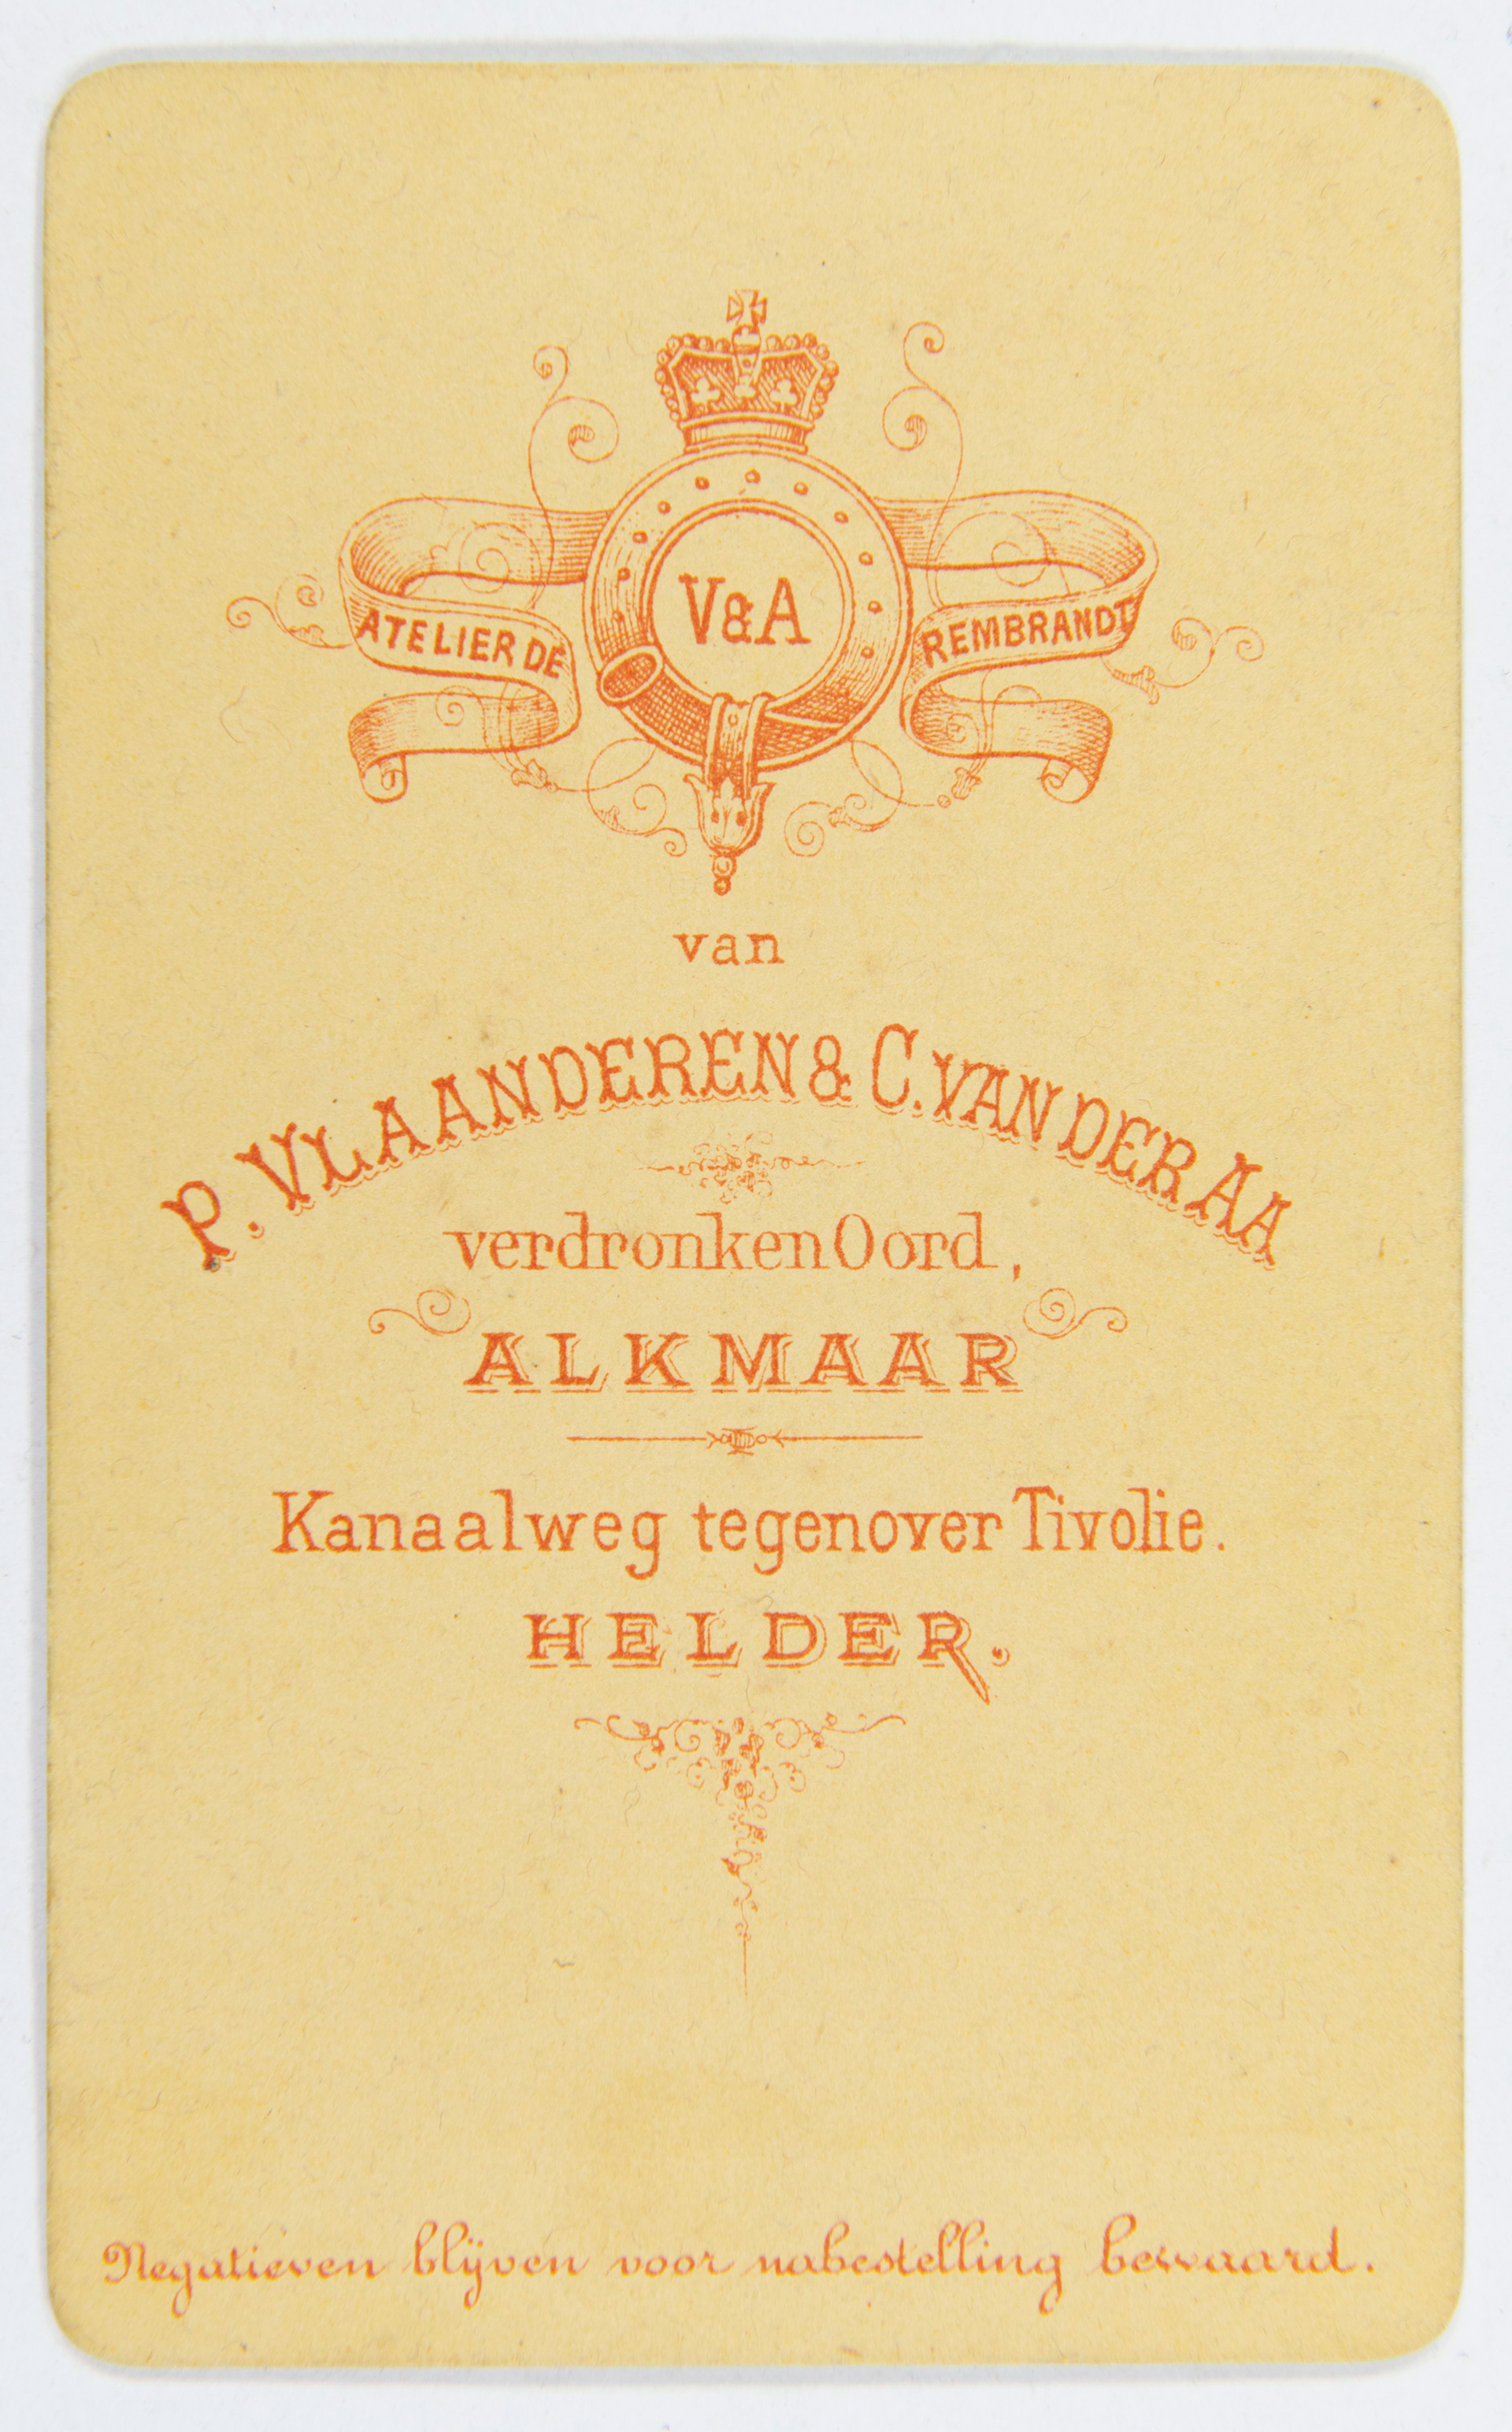 ATELIER DE
V&A
REMBRANDT
van
P. VLAANDEREN & C. VAN DER AA
verdronken Oord,
ALKMAAR
Kanaalweg tegenover Tivolie.
HELDER.
Negatieven blijven voor nabestelling bewaard.